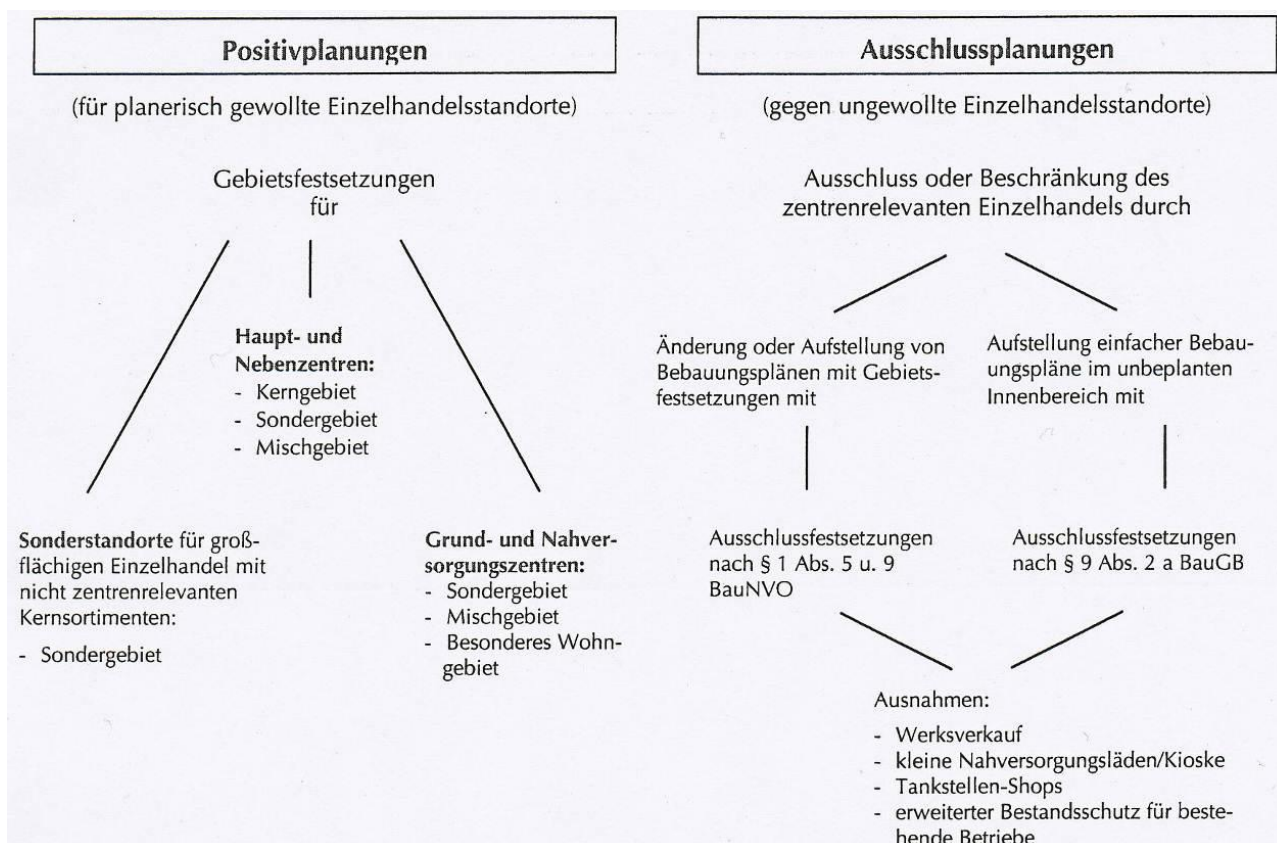 Positivplanungen
(für planerisch gewollte Einzelhandelsstandorte)
Gebietsfestsetzungen
für
Haupt- und
Nebenzentren:
- Kerngebiet
- Sondergebiet
- Mischgebiet
Sonderstandorte für groß-
flächigen Einzelhandel mit
nicht zentrenrelevanten
Kernsortimenten:
- Sondergebiet
Grund- und Nahver-
sorgungszentren:
- Sondergebiet
- Mischgebiet
- Besonderes Wohn-
gebiet
Ausschlussplanungen
(gegen ungewollte Einzelhandelsstandorte)
Ausschluss oder Beschränkung des
zentrenrelevanten Einzelhandels durch
Änderung oder Aufstellung von
Bebauungsplänen mit Gebiets-
festsetzungen mit
Aufstellung einfacher Bebau-
ungspläne im unbeplanten
Innenbereich mit
Ausschlussfestsetzungen
nach § 1 Abs. 5 u. 9
BauNVO
Ausschlussfestsetzungen
nach § 9 Abs. 2 a BauGB
Ausnahmen:
- Werksverkauf
- kleine Nahversorgungsläden/Kioske
- Tankstellen-Shops
- erweiterter Bestandsschutz für beste-
hende Betriebe